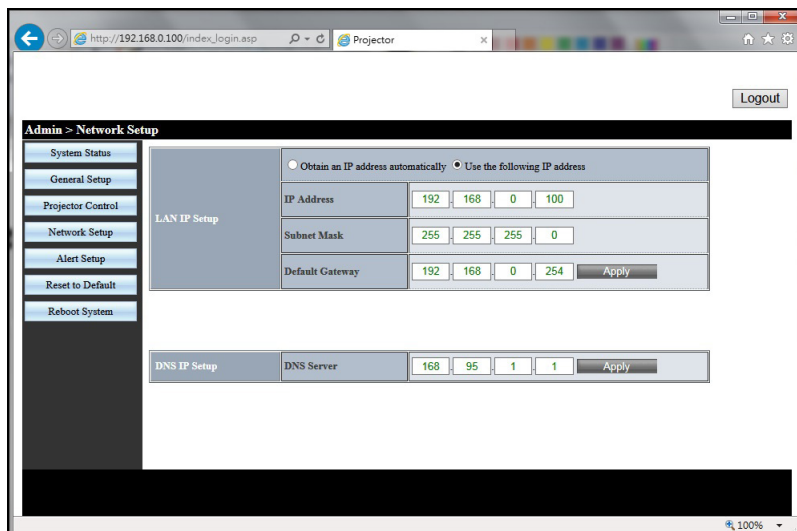 http://192.168.0.100/index_login.asp
Projector
Logout
Admin > Network Setup
System Status
General Setup
Projector Control
Network Setup
Alert Setup
Reset to Default
Reboot System
LAN IP Setup
Obtain an IP address automatically Use the following IP address
IP Address 192 . 168 . 0 . 100
Subnet Mask 255 . 255 . 255 . 0
Default Gateway 192 . 168 . 0 . 254 Apply
DNS IP Setup DNS Server 168 . 95 . 1 . 1 Apply
100%